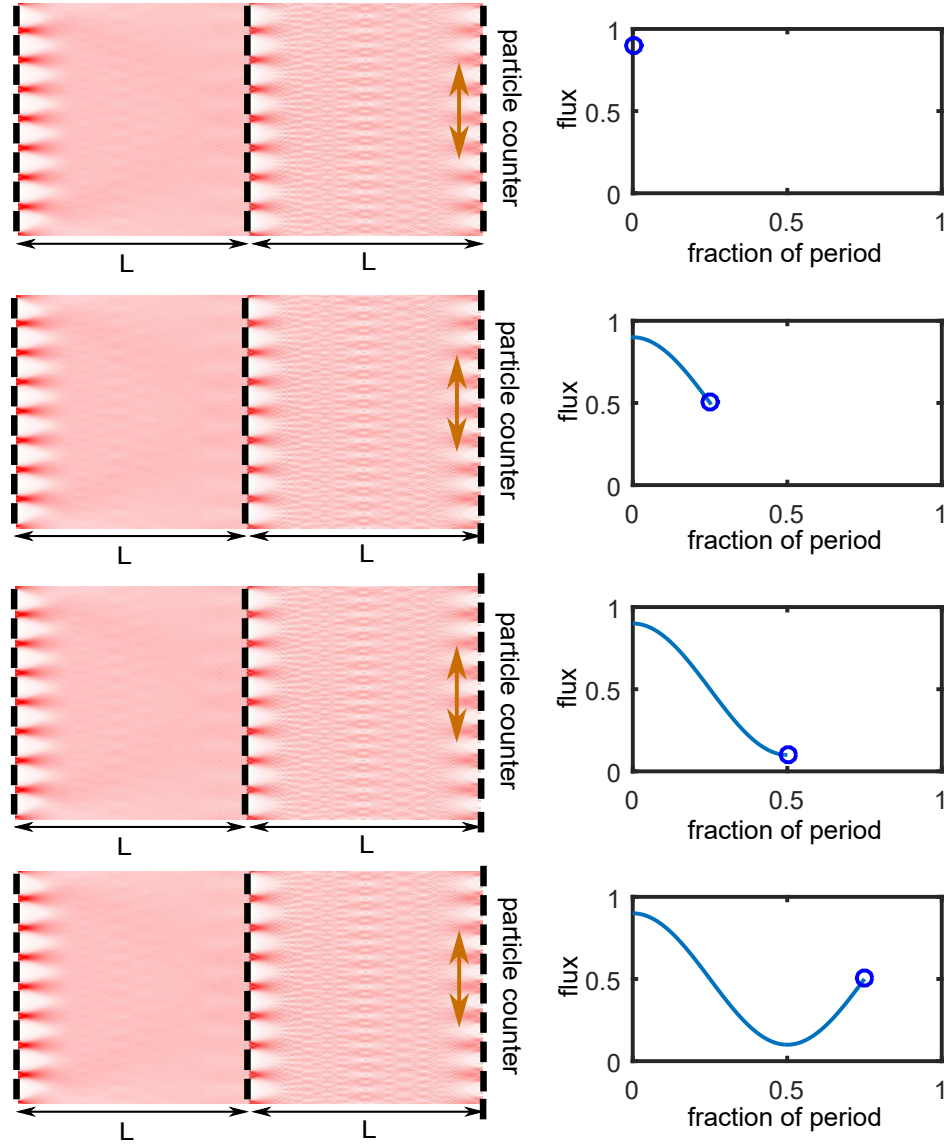 particle counter
L
L
1
0.5
0
flux
0
0.5
1
fraction of period
particle counter
L
L
1
0.5
0
flux
0
0.5
1
fraction of period
particle counter
L
L
1
0.5
0
flux
0
0.5
1
fraction of period
particle counter
L
L
1
0.5
0
flux
0
0.5
1
fraction of period